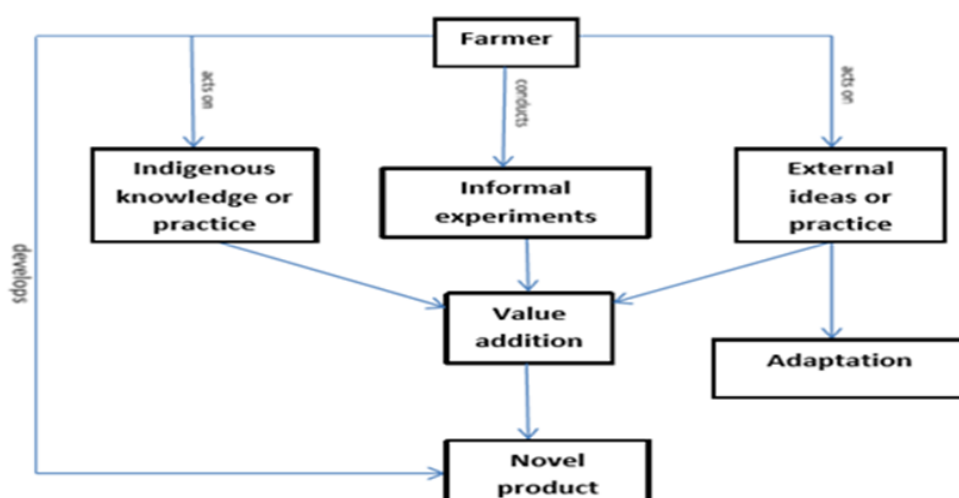 Farmer
acts on
conducts
acts on
Indigenous
knowledge or
practice
Informal
experiments
External
ideas or
practice
develops
Value
addition
Adaptation
Novel
product